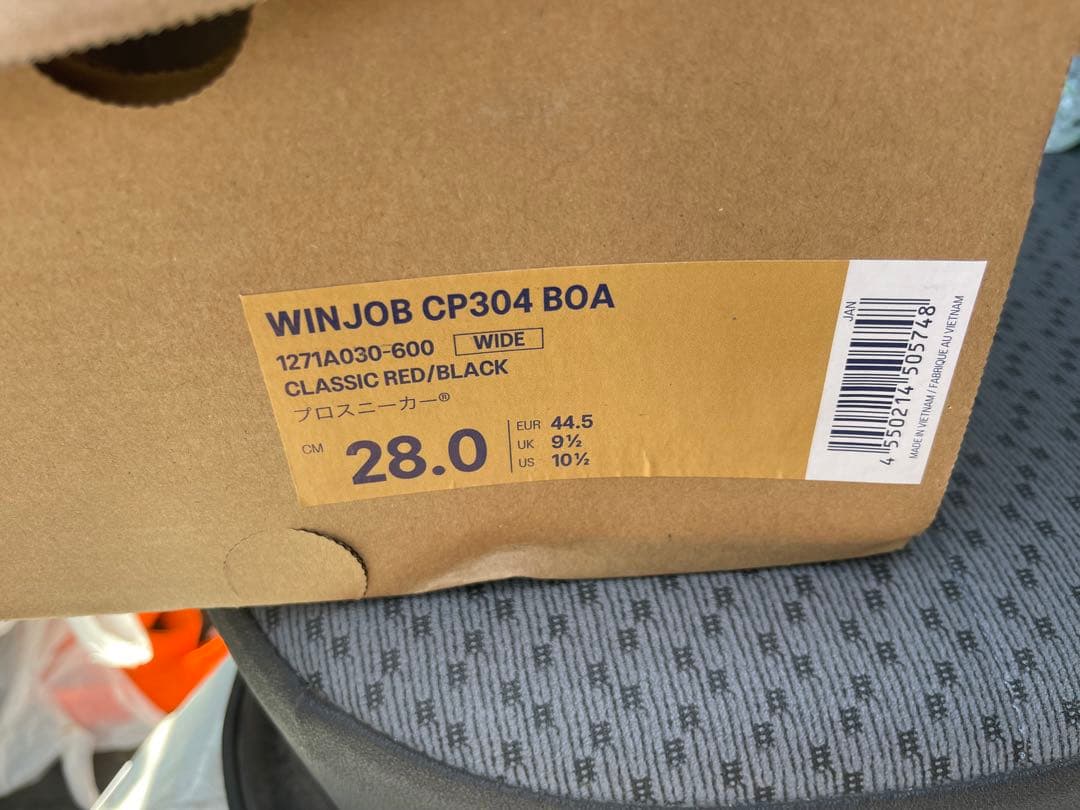 WINJOB CP304 BOA
1271A030-600 WIDE
CLASSIC RED/BLACK
プロスニーカー®
CM 28.0
EUR 44.5
UK 9½
US 10½
JAN
4 550214 505748
MADE IN VIETNAM / FABRIQUE AU VIETNAM